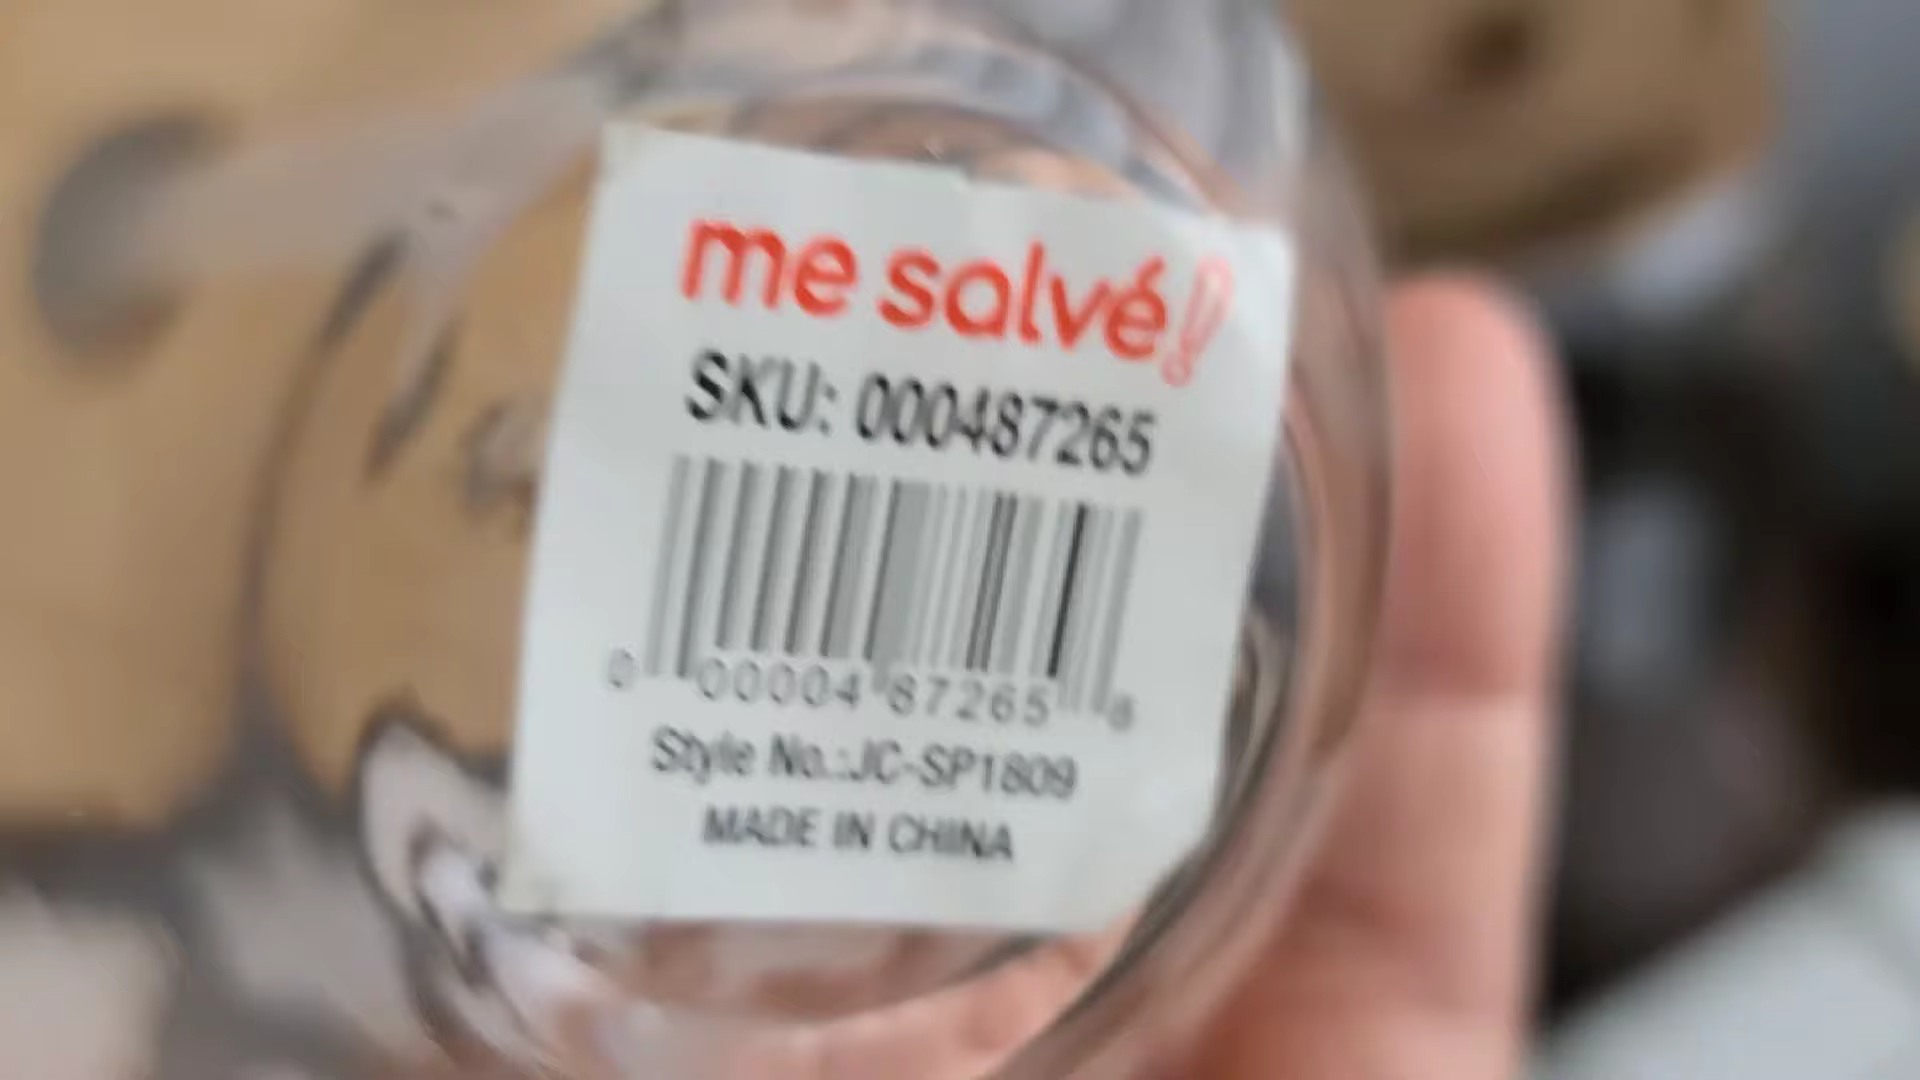 me salvé!
SKU: 000487265
0 00004 87265 8
Style No.:JC-SP1809
MADE IN CHINA